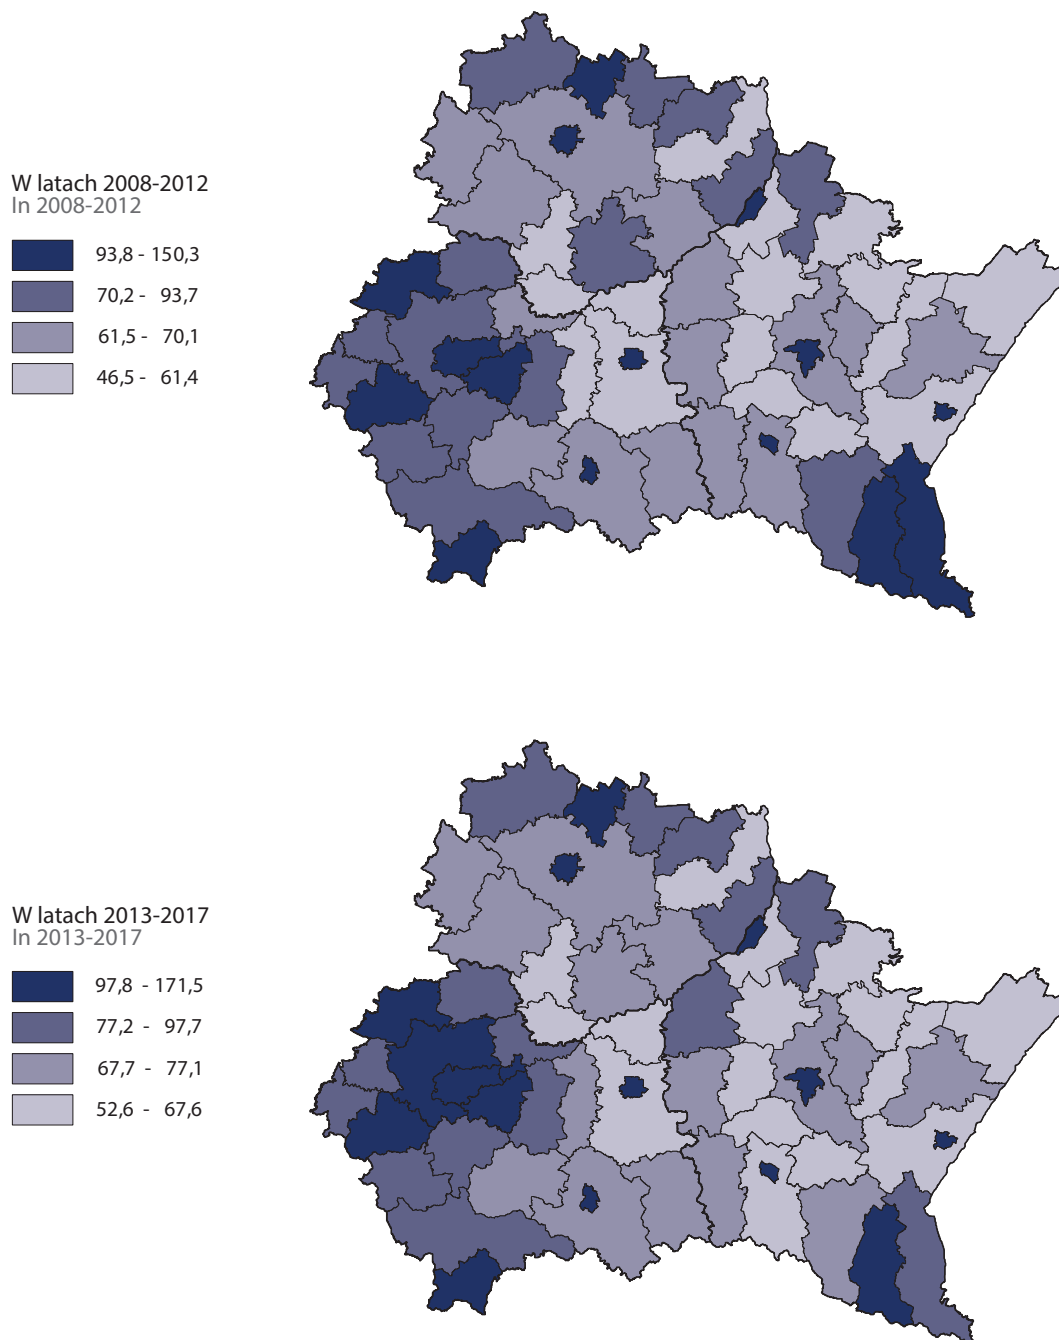 W latach 2008-2012
In 2008-2012
93,8 - 150,3
70,2 - 93,7
61,5 - 70,1
46,5 - 61,4
W latach 2013-2017
In 2013-2017
97,8 - 171,5
77,2 - 97,7
67,7 - 77,1
52,6 - 67,6